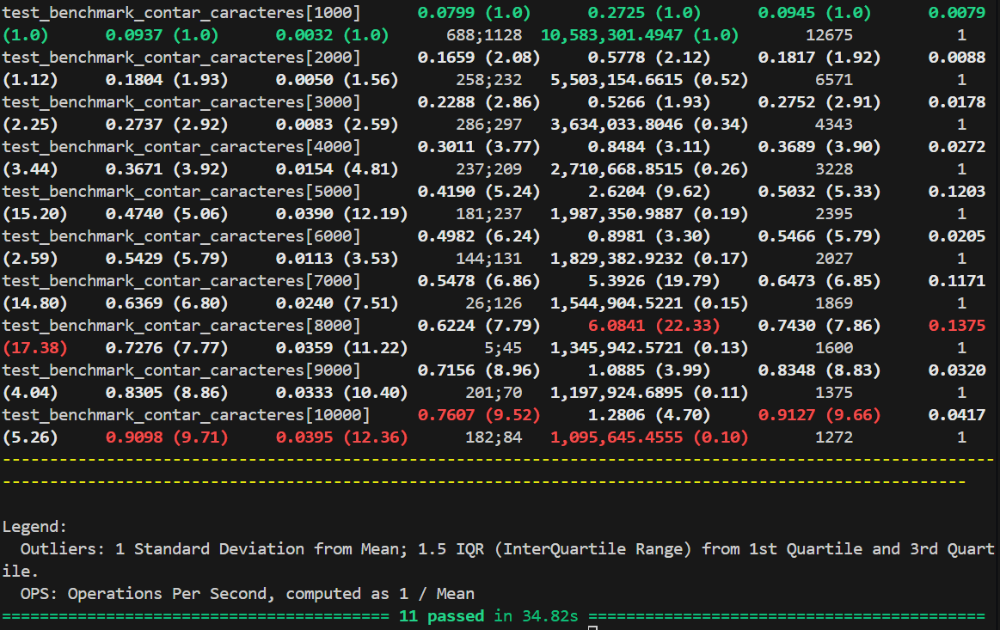 test_benchmark_contar_caracteres[1000] 0.0799 (1.0) 0.2725 (1.0) 0.0945 (1.0) 0.0079
(1.0) 0.0937 (1.0) 0.0032 (1.0) 688;1128 10,583,301.4947 (1.0) 12675 1
test_benchmark_contar_caracteres[2000] 0.1659 (2.08) 0.5778 (2.12) 0.1817 (1.92) 0.0088
(1.12) 0.1804 (1.93) 0.0050 (1.56) 258;232 5,503,154.6615 (0.52) 6571 1
test_benchmark_contar_caracteres[3000] 0.2288 (2.86) 0.5266 (1.93) 0.2752 (2.91) 0.0178
(2.25) 0.2737 (2.92) 0.0083 (2.59) 286;297 3,634,033.8046 (0.34) 4343 1
test_benchmark_contar_caracteres[4000] 0.3011 (3.77) 0.8484 (3.11) 0.3689 (3.90) 0.0272
(3.44) 0.3671 (3.92) 0.0154 (4.81) 237;209 2,710,668.8515 (0.26) 3228 1
test_benchmark_contar_caracteres[5000] 0.4190 (5.24) 2.6204 (9.62) 0.5032 (5.33) 0.1203
(15.20) 0.4740 (5.06) 0.0390 (12.19) 181;237 1,987,350.9887 (0.19) 2395 1
test_benchmark_contar_caracteres[6000] 0.4982 (6.24) 0.8981 (3.30) 0.5466 (5.79) 0.0205
(2.59) 0.5429 (5.79) 0.0113 (3.53) 144;131 1,829,382.9232 (0.17) 2027 1
test_benchmark_contar_caracteres[7000] 0.5478 (6.86) 5.3926 (19.79) 0.6473 (6.85) 0.1171
(14.80) 0.6369 (6.80) 0.0240 (7.51) 26;126 1,544,904.5221 (0.15) 1869 1
test_benchmark_contar_caracteres[8000] 0.6224 (7.79) 6.0841 (22.33) 0.7430 (7.86) 0.1375
(17.38) 0.7276 (7.77) 0.0359 (11.22) 5;45 1,345,942.5721 (0.13) 1600 1
test_benchmark_contar_caracteres[9000] 0.7156 (8.96) 1.0885 (3.99) 0.8348 (8.83) 0.0320
(4.04) 0.8305 (8.86) 0.0333 (10.40) 201;70 1,197,924.6895 (0.11) 1375 1
test_benchmark_contar_caracteres[10000] 0.7607 (9.52) 1.2806 (4.70) 0.9127 (9.66) 0.0417
(5.26) 0.9098 (9.71) 0.0395 (12.36) 182;84 1,095,645.4555 (0.10) 1272 1
---------------------------------------------------------------------------------------------------------
------------------------------------------------------------------------------------------------------
Legend:
Outliers: 1 Standard Deviation from Mean; 1.5 IQR (InterQuartile Range) from 1st Quartile and 3rd Quart
ile.
OPS: Operations Per Second, computed as 1 / Mean
========================================= 11 passed in 34.82s ==========================================